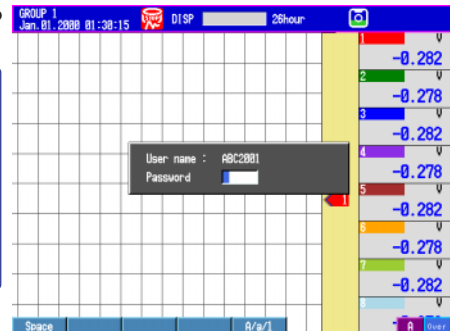 GROUP 1
Jan.01.2000 01:30:15
DISP 26hour
1 V
-0.282
2 V
-0.278
3 V
-0.282
4 V
-0.278
5 V
-0.282
6 V
-0.278
7 V
-0.282
8 V
User name : ABC2001
Password
1
Space A/a/1 A Over